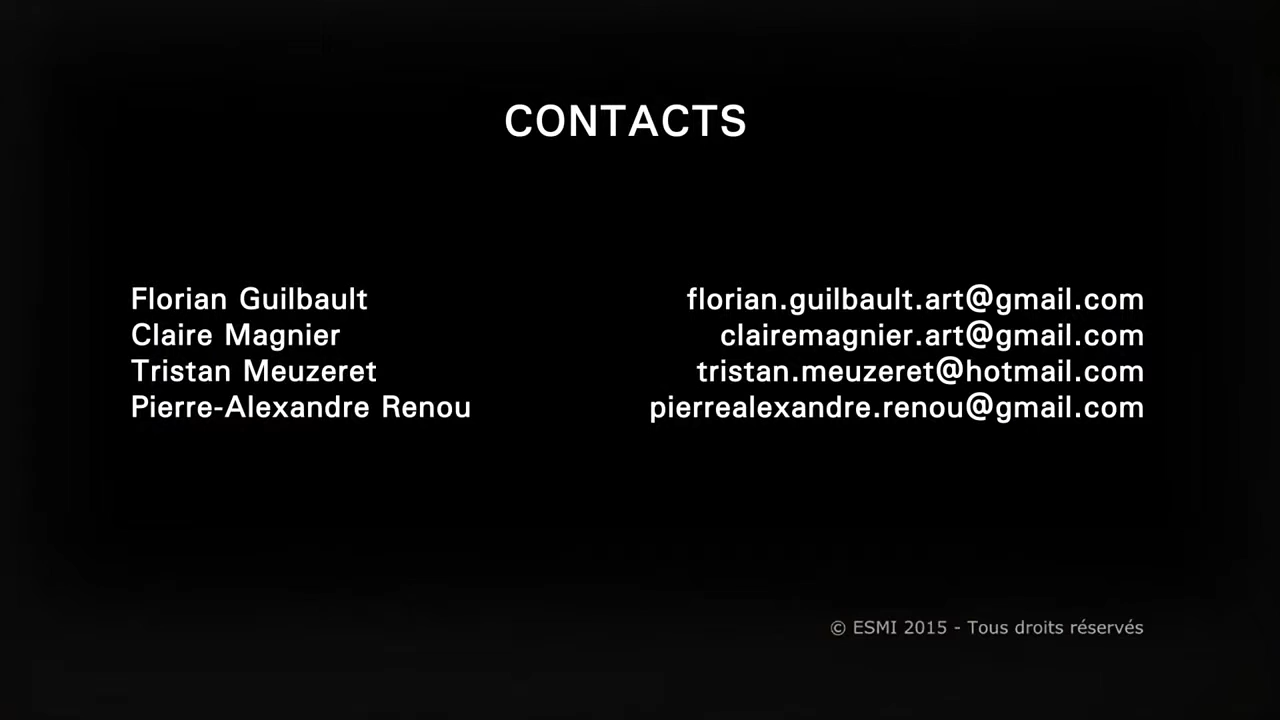 CONTACTS
Florian Guilbault florian.guilbault.art@gmail.com
Claire Magnier clairemagnier.art@gmail.com
Tristan Meuzeret tristan.meuzeret@hotmail.com
Pierre-Alexandre Renou pierrealexandre.renou@gmail.com
© ESMI 2015 - Tous droits réservés